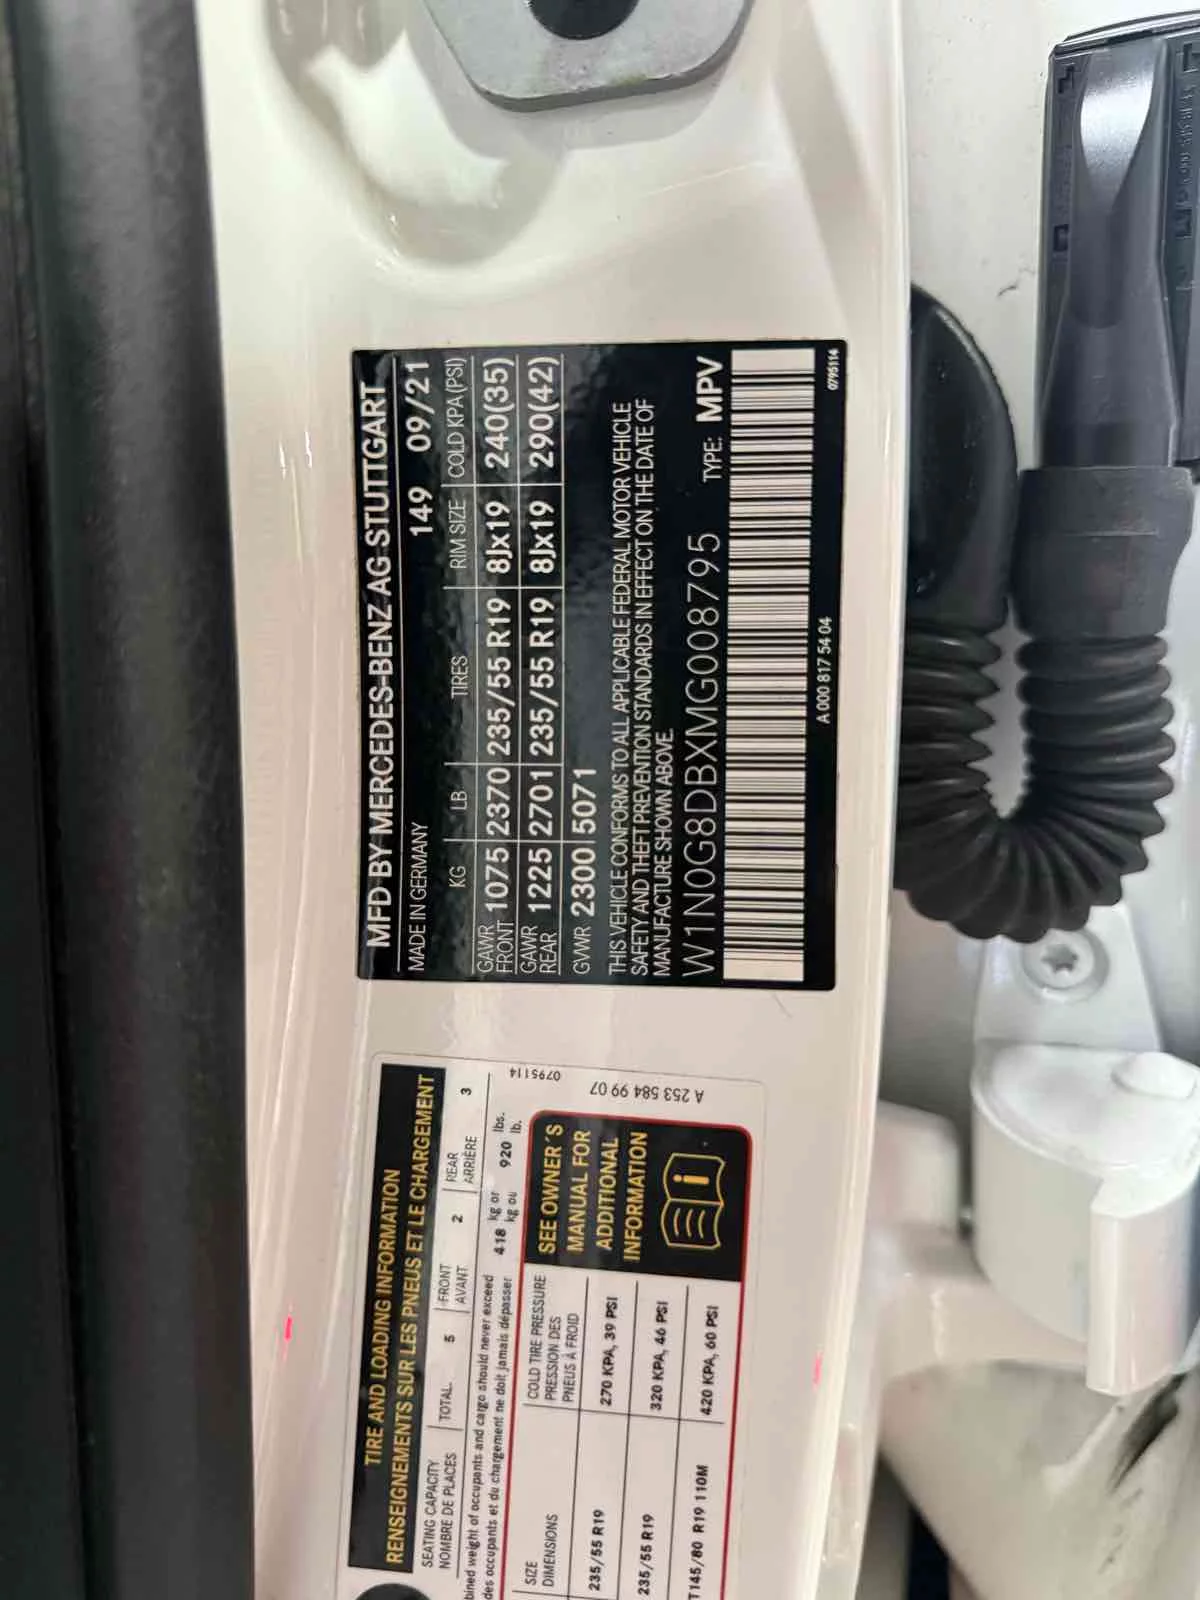 MFD BY MERCEDES-BENZ AG STUTTGART
MADE IN GERMANY 149 09/21
KG LB TIRES RIM SIZE COLD KPA (PSI)
GAWR FRONT 1075 2370 235/55 R19 8Jx19 240(35)
GAWR REAR 1225 2701 235/55 R19 8Jx19 290(42)
GVWR 2300 5071
THIS VEHICLE CONFORMS TO ALL APPLICABLE FEDERAL MOTOR VEHICLE
SAFETY AND THEFT PREVENTION STANDARDS IN EFFECT ON THE DATE OF
MANUFACTURE SHOWN ABOVE.
W1N0G8DBXMG008795 TYPE: MPV
A 000 817 54 04
0795114
TIRE AND LOADING INFORMATION
RENSEIGNEMENTS SUR LES PNEUS ET LE CHARGEMENT
SEATING CAPACITY
NOMBRE DE PLACES
TOTAL- 5
FRONT
AVANT
2
REAR
ARRIÈRE
3
weight of occupants and cargo should never exceed 418 kg or 920 lbs.
des occupants et du chargement ne doit jamais dépasser kg ou lb.
SIZE
DIMENSIONS
COLD TIRE PRESSURE
PRESSION DES
PNEUS À FROID
235/55 R19 270 KPA, 39 PSI
235/55 R19 320 KPA, 46 PSI
T145/80 R19 110M 420 KPA, 60 PSI
SEE OWNER'S
MANUAL FOR
ADDITIONAL
INFORMATION
0795114
A 253 584 99 07